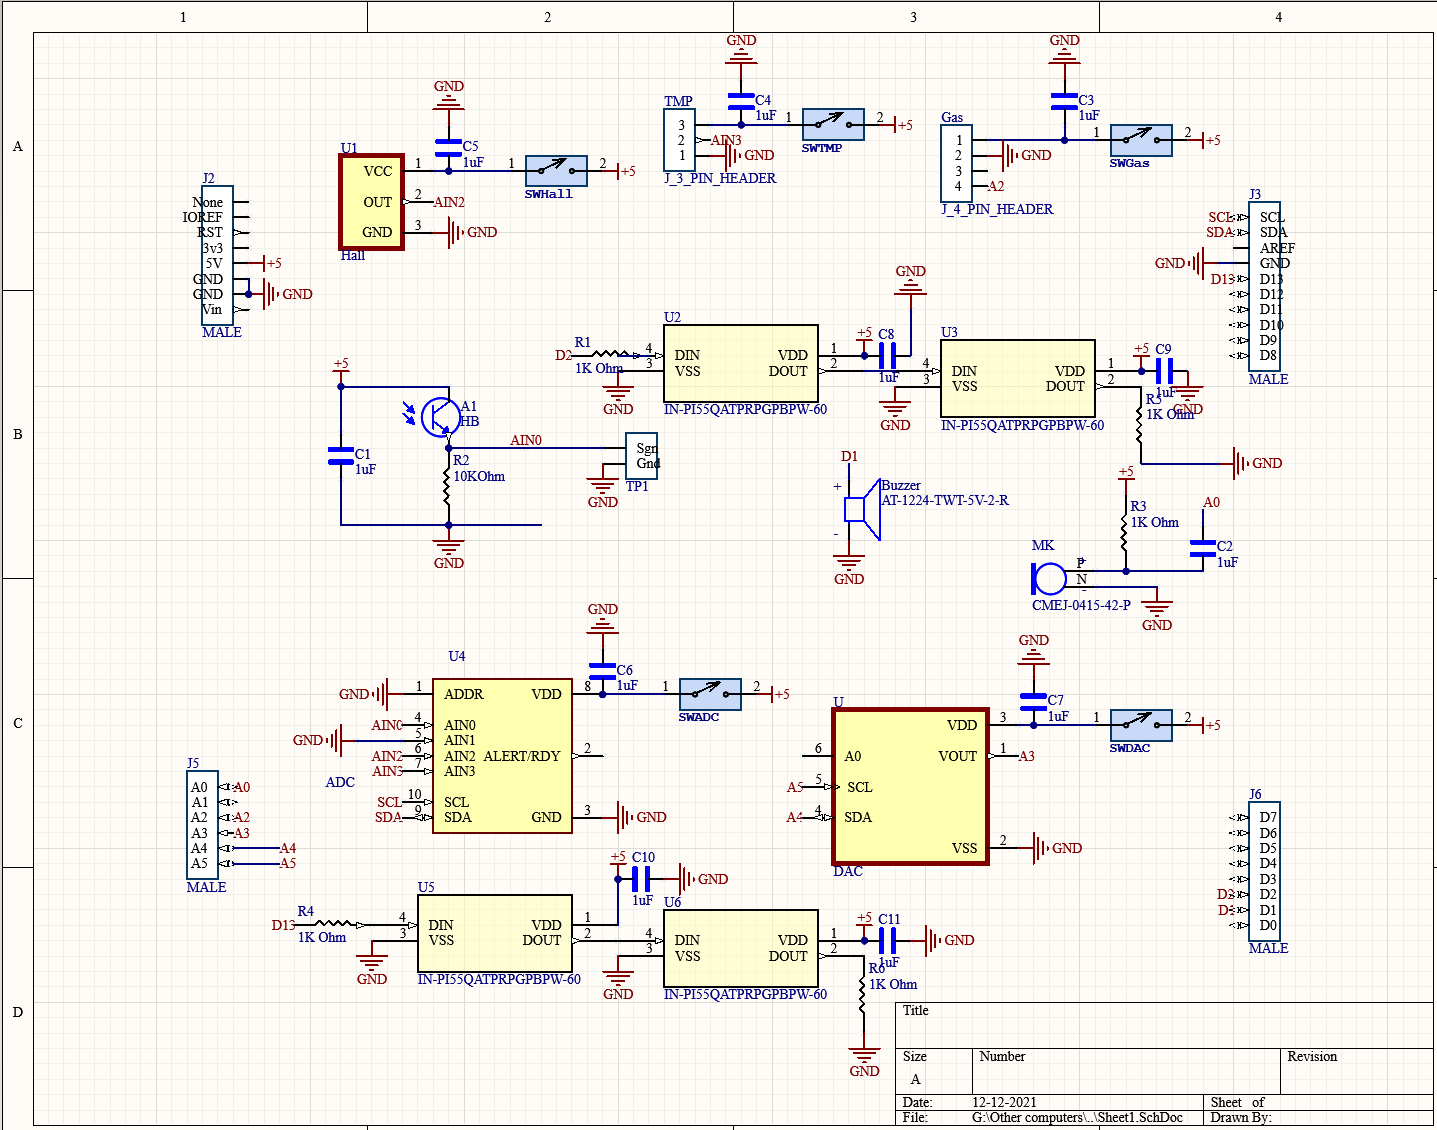 1 2 3 4
A
B
C
D
J2
None
IOREF
RST
3v3
5V
+5
GND
GND
GND
Vin
MALE
GND
C5
1uF
U1
VCC
OUT
GND
1
2
3
AIN2
GND
Hall
1
2
+5
SWHall
GND
C4
1uF
TMP
3
2
1
AIN3
GND
J_3_PIN_HEADER
1
2
+5
SWTMP
GND
C3
1uF
Gas
1
2
3
4
GND
A2
J_4_PIN_HEADER
1
2
+5
SWGas
J3
SCL SCL
SDA SDA
AREF
GND GND
D13 D13
D12
D11
D10
D9
D8
MALE
D2
R1
1K Ohm
GND
U2
4 DIN VDD 1
3 VSS DOUT 2
IN-PI55QATPRPGPBPW-60
+5
C8
1uF
GND
U3
4 DIN VDD 1
3 VSS DOUT 2
GND
IN-PI55QATPRPGPBPW-60
+5
C9
1uF
GND
R5
1K Ohm
GND
+5
A1
HB
C1
1uF
R2
10KOhm
AIN0
Sgn
Gnd
TP1
GND
GND
D1
+
-
Buzzer
AT-1224-TWT-5V-2-R
GND
+5
R3
1K Ohm
A0
C2
1uF
MK
P
N
+
-
CMEJ-0415-42-P
GND
GND
C6
1uF
U4
GND 1 ADDR VDD 8
AIN0 4 AIN0
GND 5 AIN1
AIN2 6 AIN2 ALERT/RDY 2
AIN3 7 AIN3
SCL 10 SCL
SDA 9 SDA GND 3 GND
ADC
1
2
+5
SWADC
GND
C7
1uF
U
VDD 3
6 A0 VOUT 1 A3
A5 5 SCL
A4 4 SDA
VSS 2 GND
DAC
1
2
+5
SWDAC
J5
A0 A0
A1
A2 A2
A3 A3
A4 A4
A5 A5
MALE
J6
D7
D6
D5
D4
D3
D2
D1
D0
MALE
D13
R4
1K Ohm
GND
U5
4 DIN VDD 1
3 VSS DOUT 2
IN-PI55QATPRPGPBPW-60
+5
C10
1uF
GND
U6
4 DIN VDD 1
3 VSS DOUT 2
GND
IN-PI55QATPRPGPBPW-60
+5
C11
1uF
GND
R6
1K Ohm
GND
Title
Size
A
Number
Revision
Date: 12-12-2021 Sheet of
File: G:\Other computers\..\Sheet1.SchDoc Drawn By: